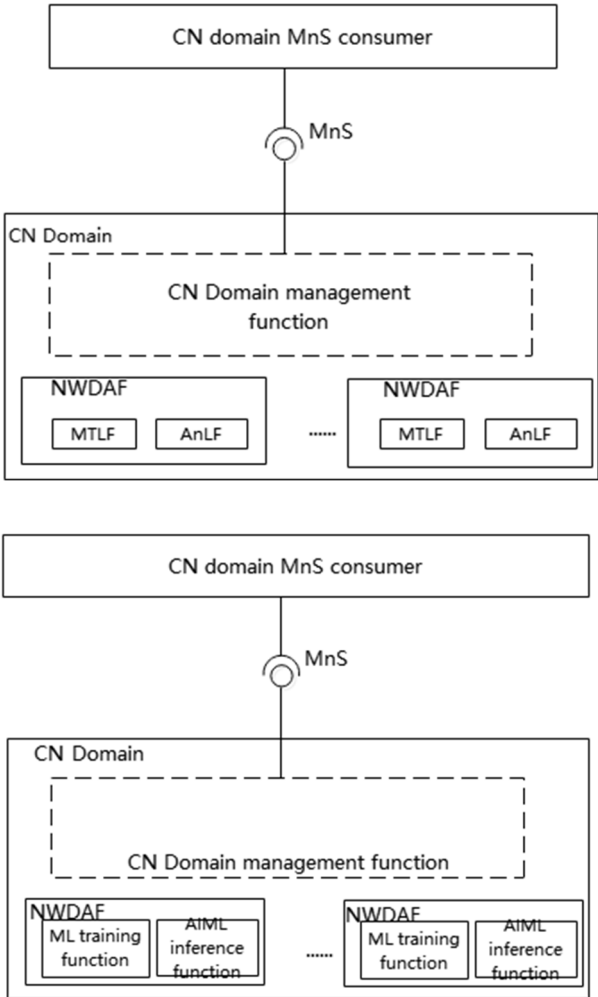 CN domain MnS consumer
MnS
CN Domain
CN Domain management
function
NWDAF
MTLF
AnLF
......
NWDAF
MTLF
AnLF
CN domain MnS consumer
MnS
CN Domain
CN Domain management function
NWDAF
ML training
function
AIML
inference
function
......
NWDAF
ML training
function
AIML
inference
function